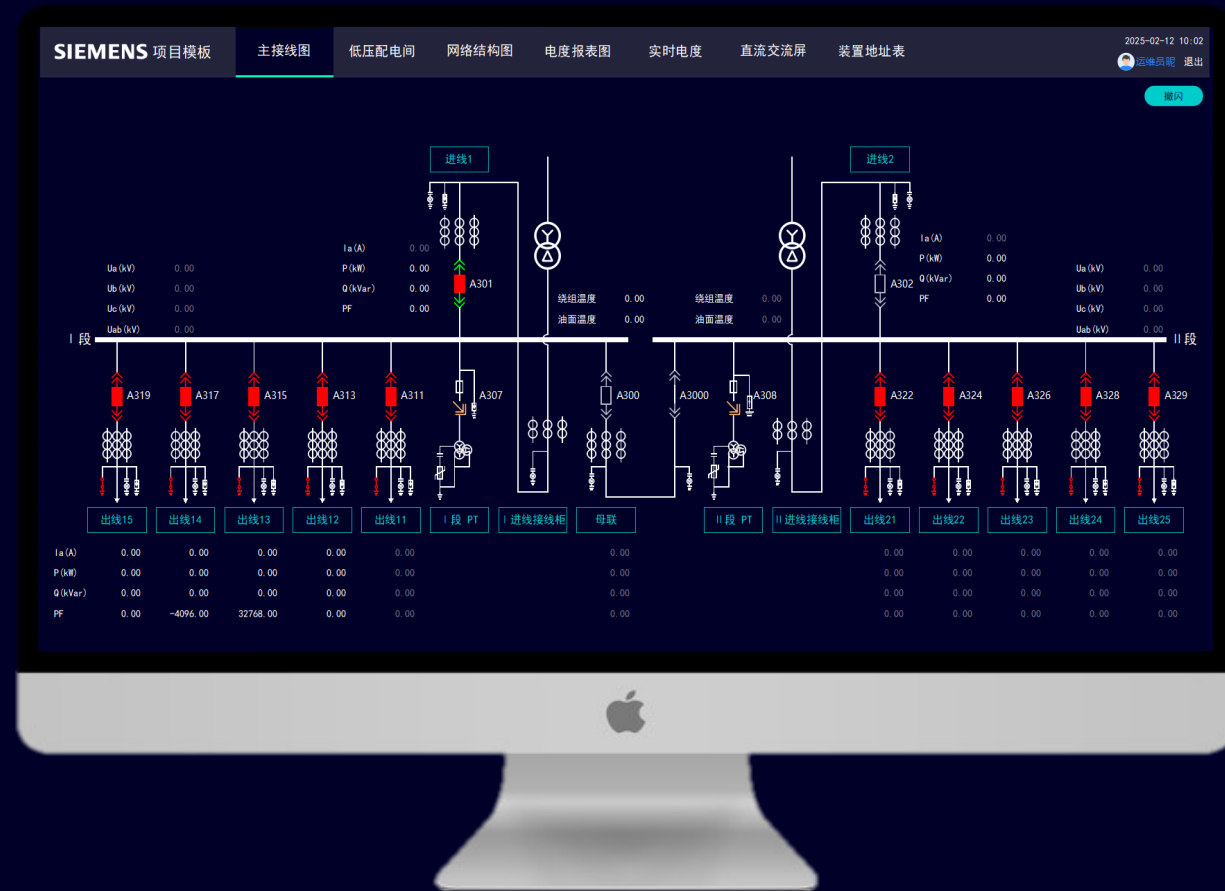 SIEMENS 项目模板 主接线图 低压配电间 网络结构图 电度报表图 实时电度 直流交流屏 装置地址表 2025-02-12 10:02
运维员昵 退出
撤闪
进线1 进线2
Ia(A) 0.00 Ia(A) 0.00
Ua(kV) 0.00 P(kW) 0.00 P(kW) 0.00 Ua(kV) 0.00
Ub(kV) 0.00 Q(kVar) 0.00 A301 A302 Q(kVar) 0.00 Ub(kV) 0.00
绕组温度 0.00 绕组温度 0.00 PF 0.00
Uc(kV) 0.00 PF 0.00 Uc(kV) 0.00
油面温度 0.00 油面温度 0.00
Uab(kV) 0.00 Uab(kV) 0.00
I段 II段
A319 A317 A315 A313 A311 A307 A300 A3000 A308 A322 A324 A326 A328 A329
出线15 出线14 出线13 出线12 出线11 I段 PT I进线接线柜 母联 II段 PT II进线接线柜 出线21 出线22 出线23 出线24 出线25
Ia(A) 0.00 0.00 0.00 0.00 0.00 0.00 0.00 0.00 0.00 0.00 0.00
P(kW) 0.00 0.00 0.00 0.00 0.00 0.00 0.00 0.00 0.00 0.00 0.00
Q(kVar) 0.00 0.00 0.00 0.00 0.00 0.00 0.00 0.00 0.00 0.00 0.00
PF 0.00 -4096.00 32768.00 0.00 0.00 0.00 0.00 0.00 0.00 0.00 0.00